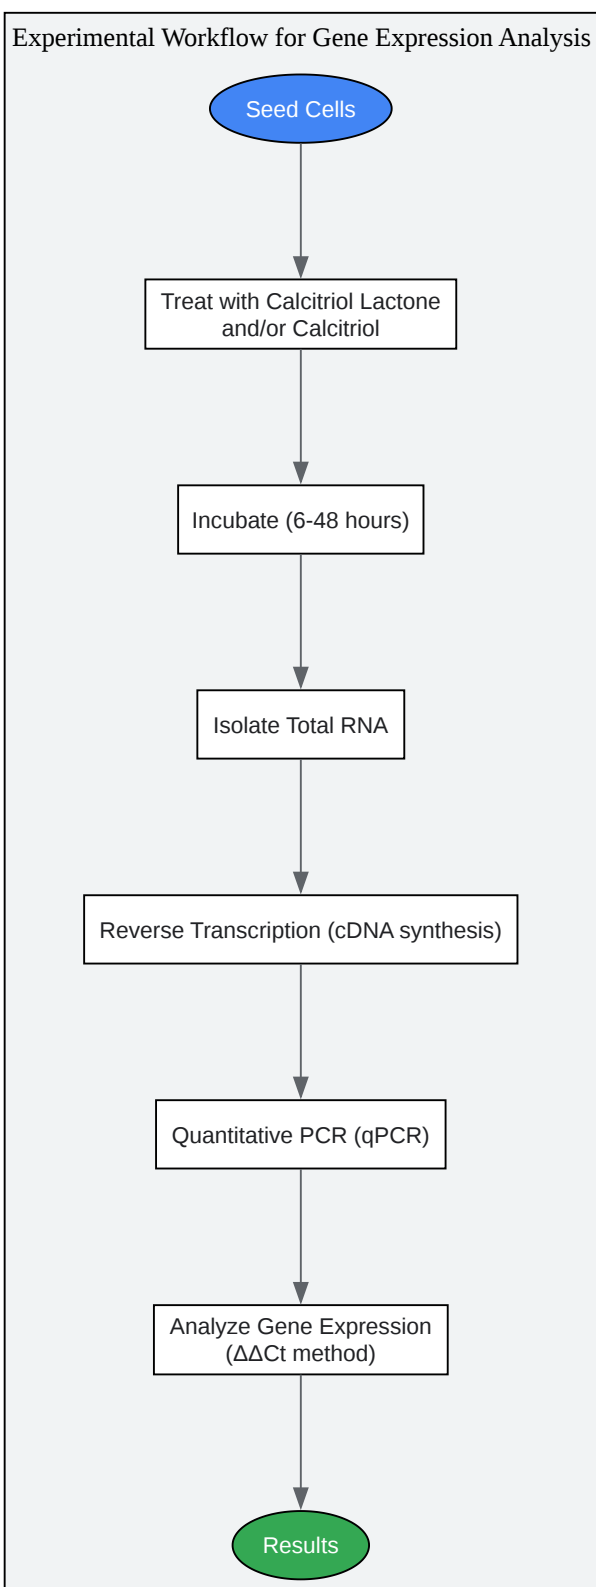 Experimental Workflow for Gene Expression Analysis
Seed Cells
Treat with Calcitriol Lactone
and/or Calcitriol
Incubate (6-48 hours)
Isolate Total RNA
Reverse Transcription (cDNA synthesis)
Quantitative PCR (qPCR)
Analyze Gene Expression
(ΔΔCt method)
Results